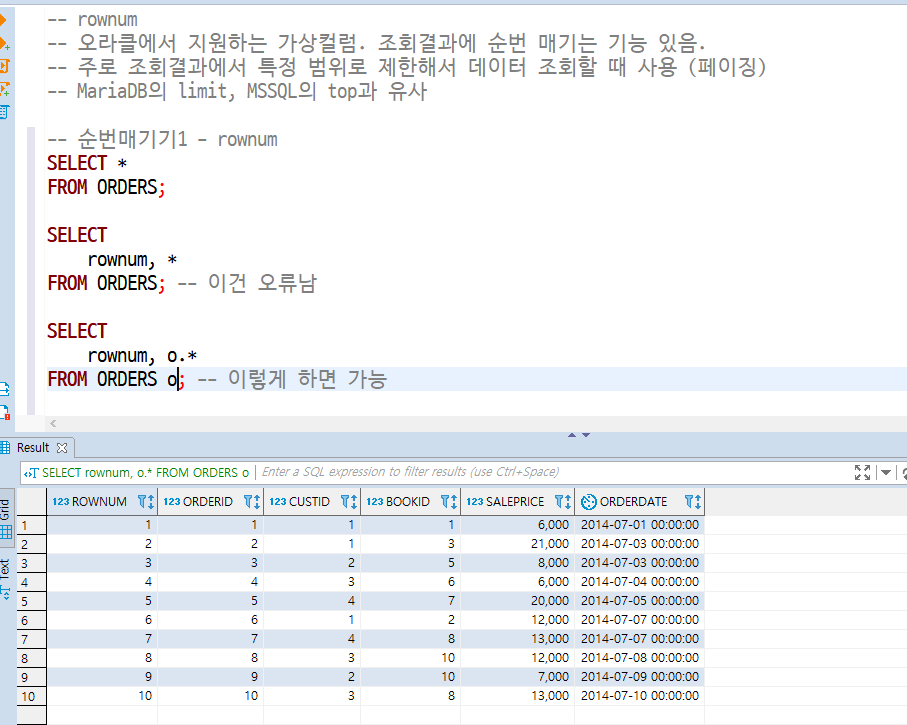 -- rownum
-- 오라클에서 지원하는 가상컬럼. 조회결과에 순번 매기는 기능 있음.
-- 주로 조회결과에서 특정 범위로 제한해서 데이터 조회할 때 사용 (페이징)
-- MariaDB의 limit, MSSQL의 top과 유사
-- 순번매기기1 - rownum
SELECT *
FROM ORDERS;
SELECT
rownum, *
FROM ORDERS; -- 이건 오류남
SELECT
rownum, o.*
FROM ORDERS o; -- 이렇게 하면 가능
Result
SELECT rownum, o.* FROM ORDERS o Enter a SQL expression to filter results (use Ctrl+Space)
Grid
Text
123 ROWNUM 123 ORDERID 123 CUSTID 123 BOOKID 123 SALEPRICE ORDERDATE
1 1 1 1 1 6,000 2014-07-01 00:00:00
2 2 2 1 3 21,000 2014-07-03 00:00:00
3 3 3 2 5 8,000 2014-07-03 00:00:00
4 4 4 3 6 6,000 2014-07-04 00:00:00
5 5 5 4 7 20,000 2014-07-05 00:00:00
6 6 6 1 2 12,000 2014-07-07 00:00:00
7 7 7 4 8 13,000 2014-07-07 00:00:00
8 8 8 3 10 12,000 2014-07-08 00:00:00
9 9 9 2 10 7,000 2014-07-09 00:00:00
10 10 10 3 8 13,000 2014-07-10 00:00:00